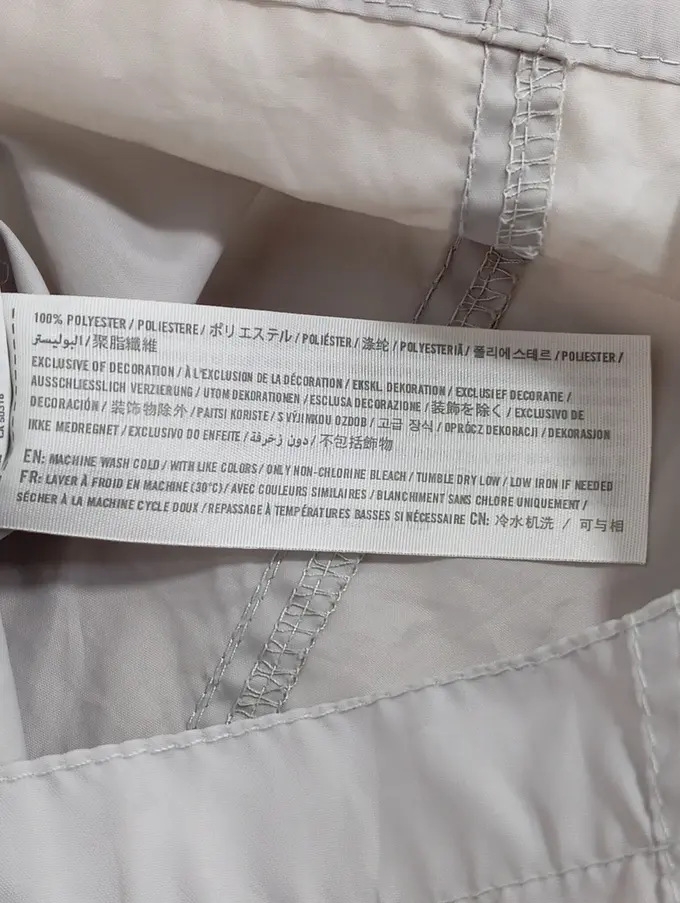 100% POLYESTER / POLIESTERE / ポリエステル / POLIÉSTER / 涤纶 / POLYESTERIÄ / 폴리에스테르 / POLIESTER /
البوليستر / 聚脂纖維
EXCLUSIVE OF DECORATION / À L'EXCLUSION DE LA DÉCORATION / EKSKL. DEKORATION / EXCLUSIEF DECORATIE /
AUSSCHLIESSLICH VERZIERUNG / UTOM DEKORATIONEN / ESCLUSA DECORAZIONE / 装飾を除く / EXCLUSIVO DE
DECORACIÓN / 装饰物除外 / PAITSI KORISTE / S VÝJIMKOU OZDOB / 고급 장식 / OPRÓCZ DEKORACJI / DEKORASJON
IKKE MEDREGNET / EXCLUSIVO DO ENFEITE / دون زخرفة / 不包括飾物
EN: MACHINE WASH COLD / WITH LIKE COLORS / ONLY NON-CHLORINE BLEACH / TUMBLE DRY LOW / LOW IRON IF NEEDED
FR: LAVER À FROID EN MACHINE (30°C) / AVEC COULEURS SIMILAIRES / BLANCHIMENT SANS CHLORE UNIQUEMENT /
SÉCHER À LA MACHINE CYCLE DOUX / REPASSAGE À TEMPÉRATURES BASSES SI NÉCESSAIRE CN: 冷水机洗 / 可与相